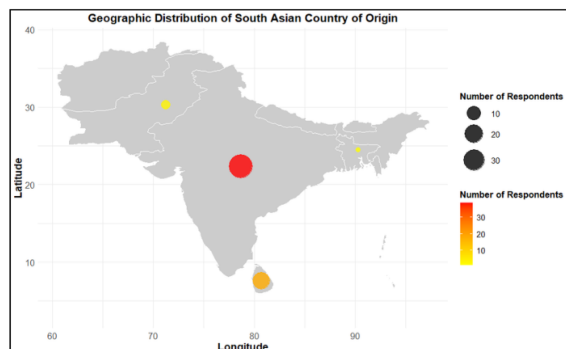 Geographic Distribution of South Asian Country of Origin
40
30
20
10
Latitude
60
70
80
90
Longitude
Number of Respondents
10
20
30
Number of Respondents
30
20
10